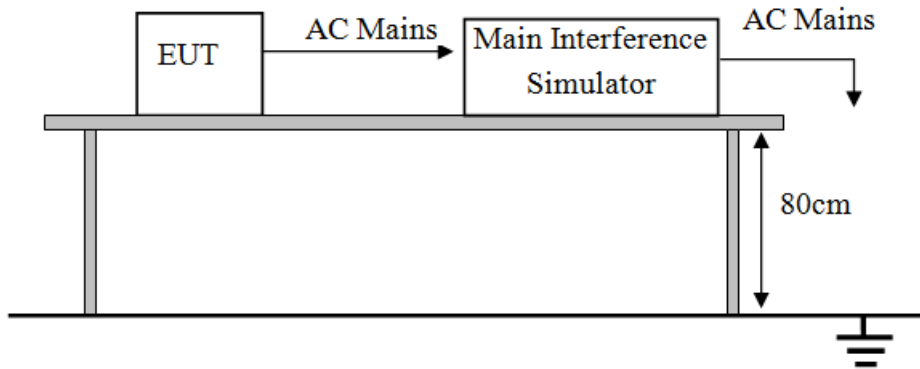 EUT
AC Mains
Main Interference
Simulator
AC Mains
80cm